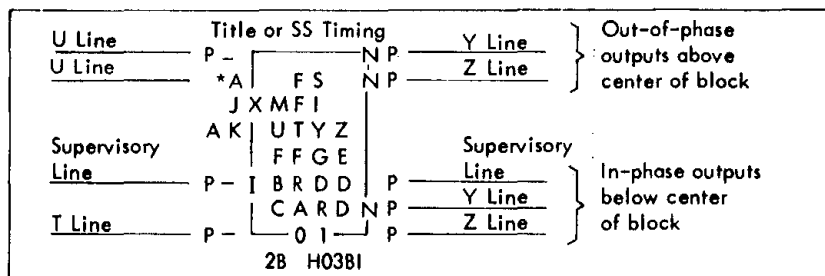 Title or SS Timing
U Line P – N P Y Line Out-of-phase
U Line *A F S N P Z Line outputs above
J X M F I center of block
A K U T Y Z
Supervisory F F G E Supervisory
Line P – I B R D D P Line In-phase outputs
C A R D N P Y Line below center
T Line P – 0 1 P Z Line of block
2B H03BI